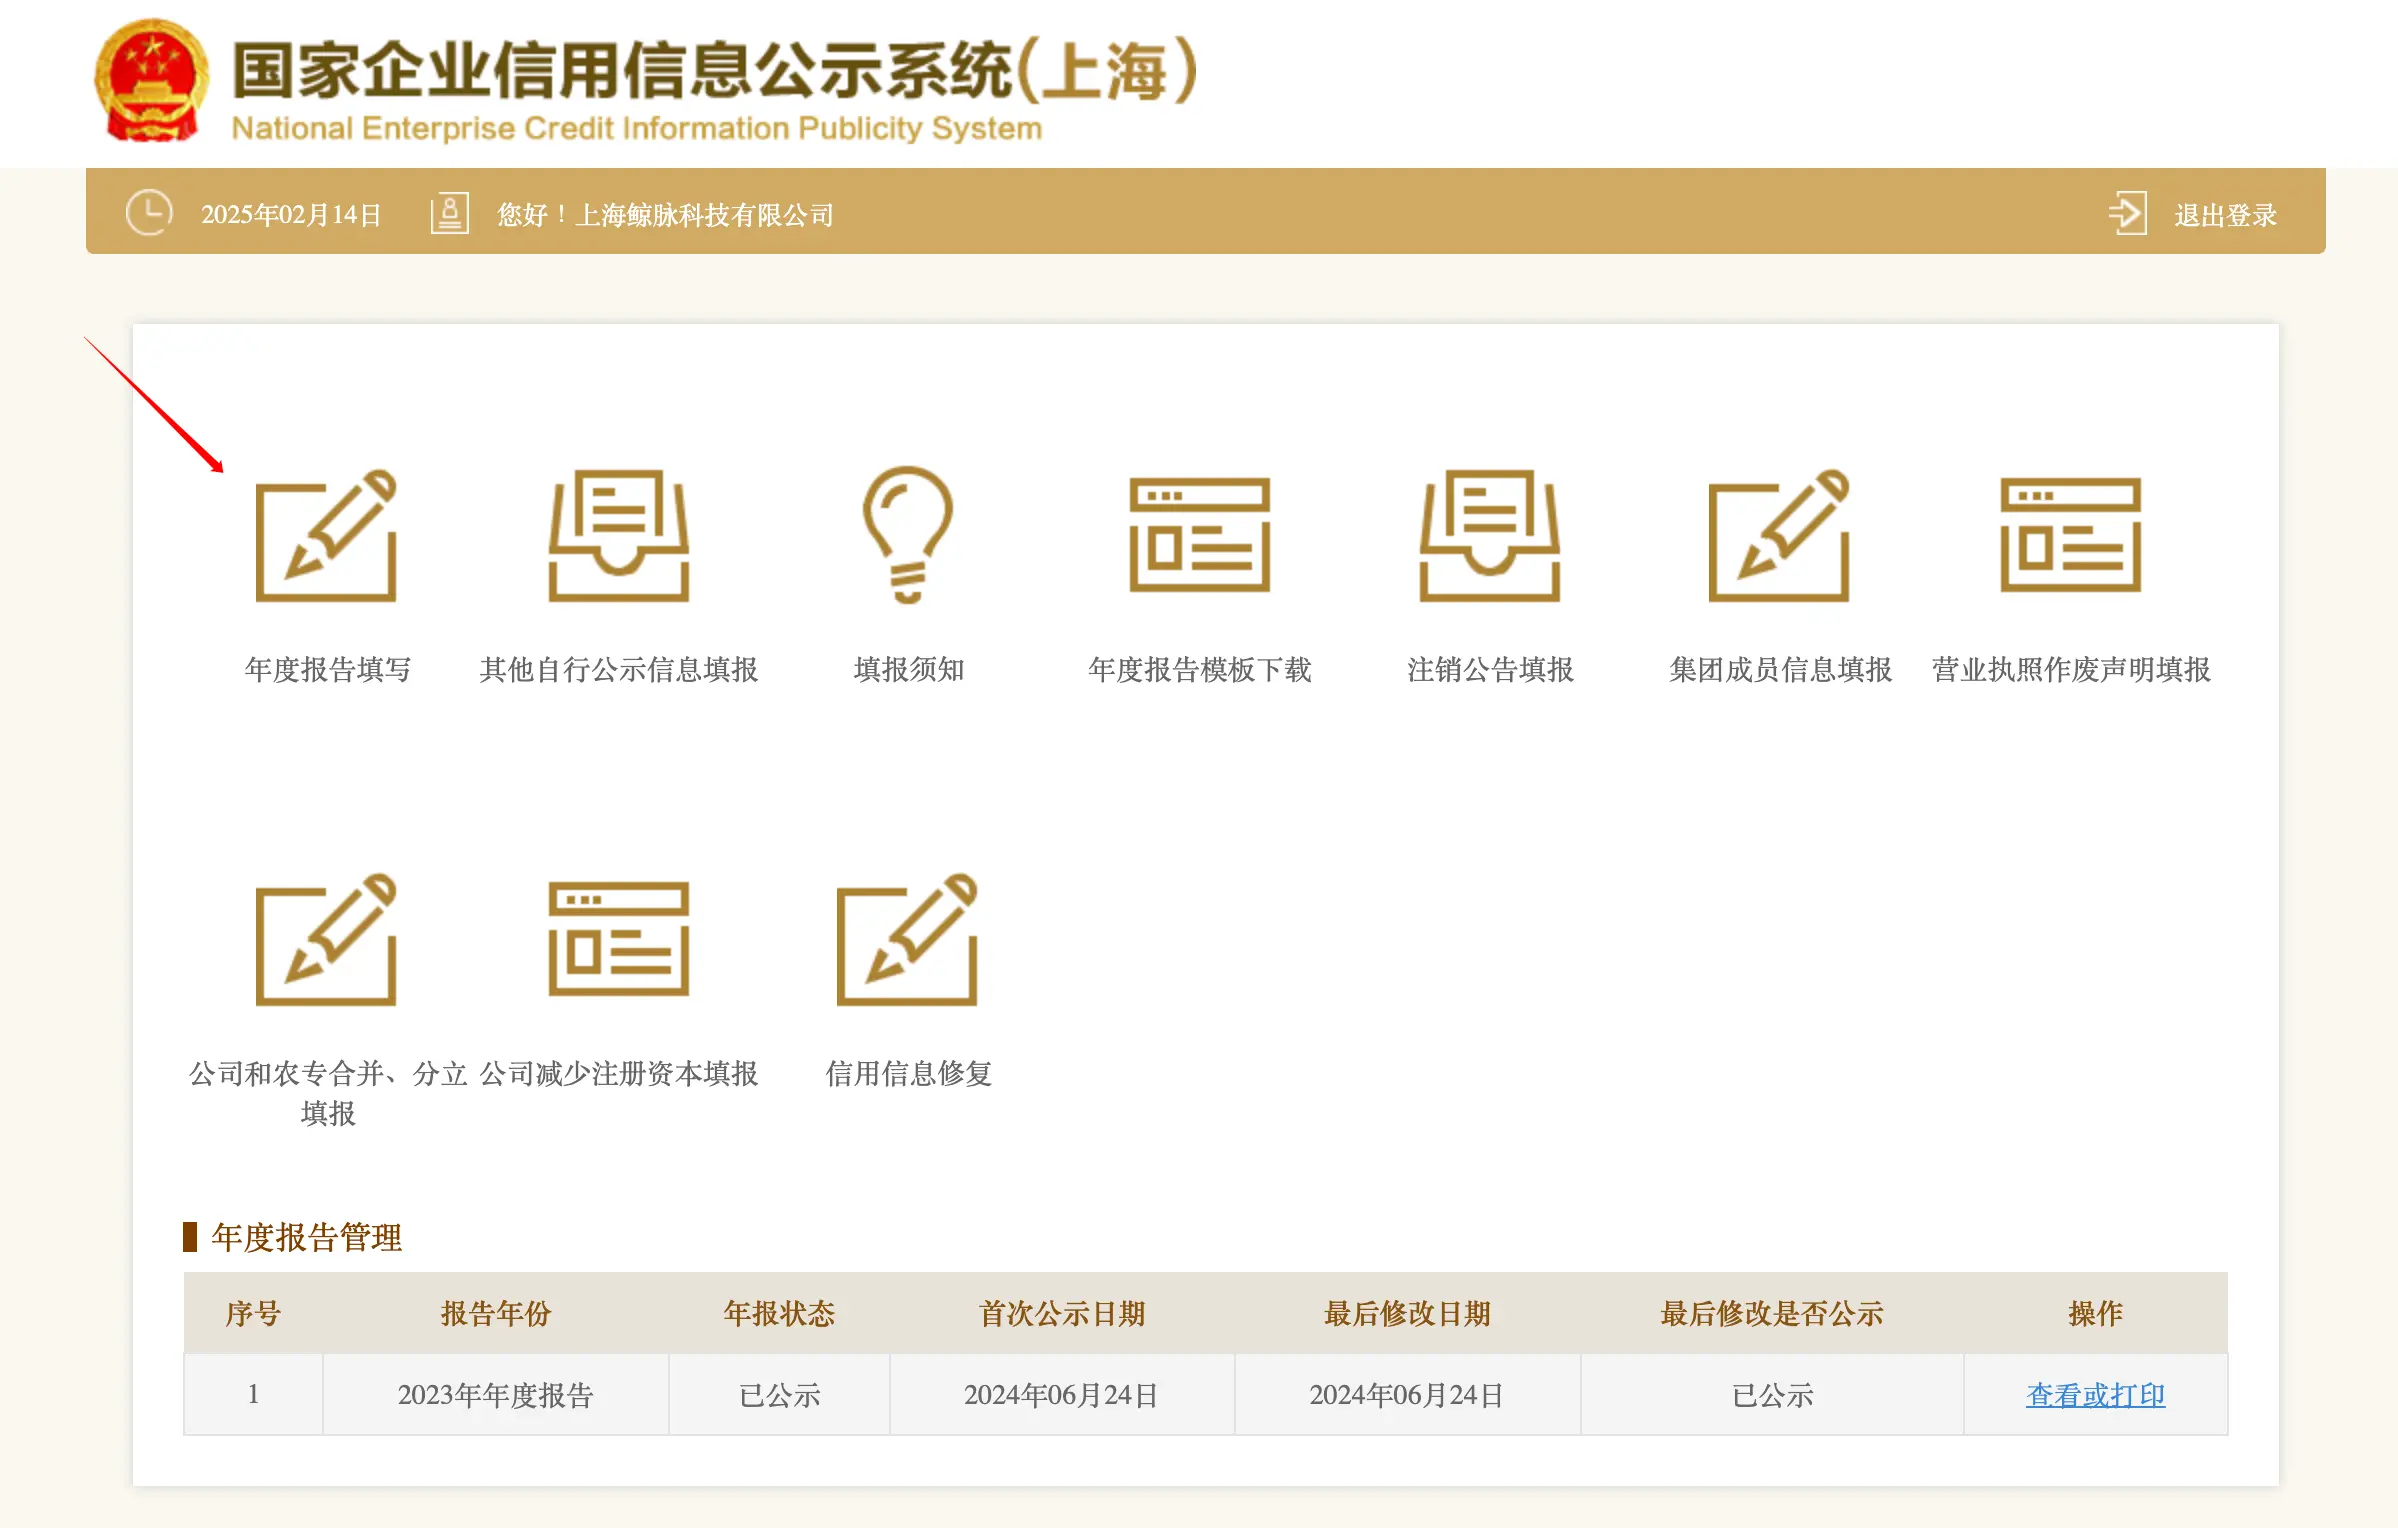 国家企业信用信息公示系统(上海)
National Enterprise Credit Information Publicity System
2025年02月14日 您好！上海鲸脉科技有限公司 退出登录
年度报告填写 其他自行公示信息填报 填报须知 年度报告模板下载 注销公告填报 集团成员信息填报 营业执照作废声明填报
公司和农专合并、分立 公司减少注册资本填报 信用信息修复
填报
年度报告管理
序号 报告年份 年报状态 首次公示日期 最后修改日期 最后修改是否公示 操作
1 2023年年度报告 已公示 2024年06月24日 2024年06月24日 已公示 查看或打印